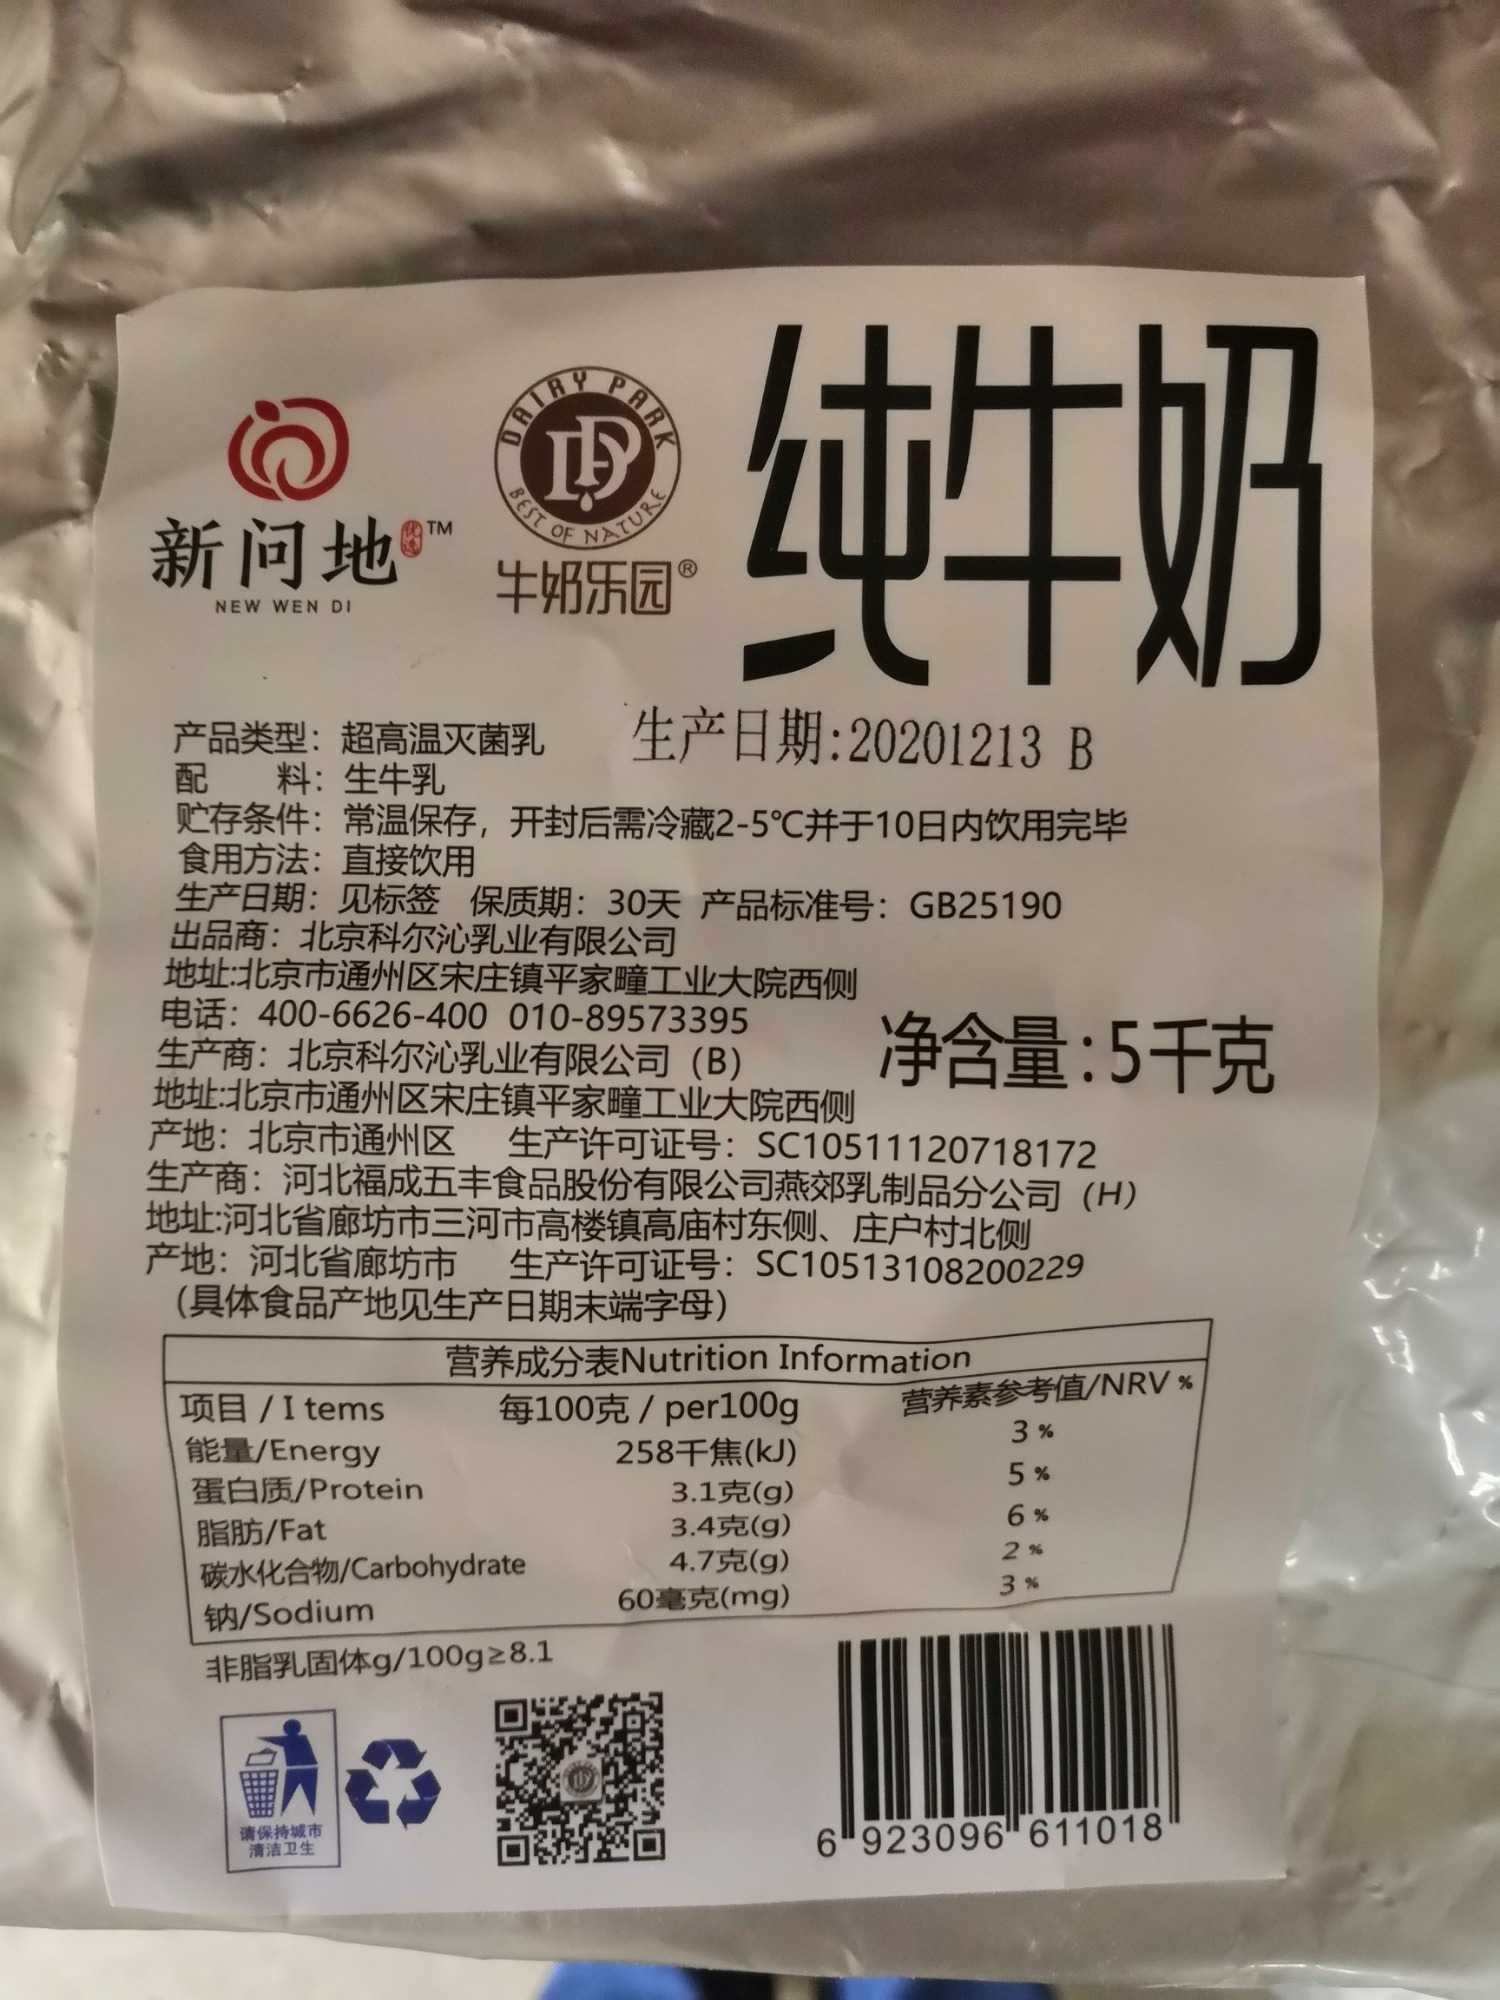 DAIRY PARK
DP
BEST OF NATURE
新问地 优选 TM
NEW WEN DI
牛奶乐园®
纯牛奶
生产日期:20201213 B
产品类型：超高温灭菌乳
配 料：生牛乳
贮存条件：常温保存，开封后需冷藏2-5℃并于10日内饮用完毕
食用方法：直接饮用
生产日期：见标签 保质期：30天 产品标准号：GB25190
出品商：北京科尔沁乳业有限公司
地址:北京市通州区宋庄镇平家疃工业大院西侧
电话：400-6626-400 010-89573395
净含量:5千克
生产商：北京科尔沁乳业有限公司（B）
地址:北京市通州区宋庄镇平家疃工业大院西侧
产地：北京市通州区 生产许可证号：SC10511120718172
生产商：河北福成五丰食品股份有限公司燕郊乳制品分公司（H）
地址:河北省廊坊市三河市高楼镇高庙村东侧、庄户村北侧
产地：河北省廊坊市 生产许可证号：SC10513108200229
（具体食品产地见生产日期末端字母）
营养成分表Nutrition Information
项目 / I tems 每100克 / per100g 营养素参考值/NRV %
能量/Energy 258千焦(kJ) 3 %
蛋白质/Protein 3.1克(g) 5 %
脂肪/Fat 3.4克(g) 6 %
碳水化合物/Carbohydrate 4.7克(g) 2 %
钠/Sodium 60毫克(mg) 3 %
非脂乳固体g/100g≥8.1
请保持城市
清洁卫生
6 923096 611018